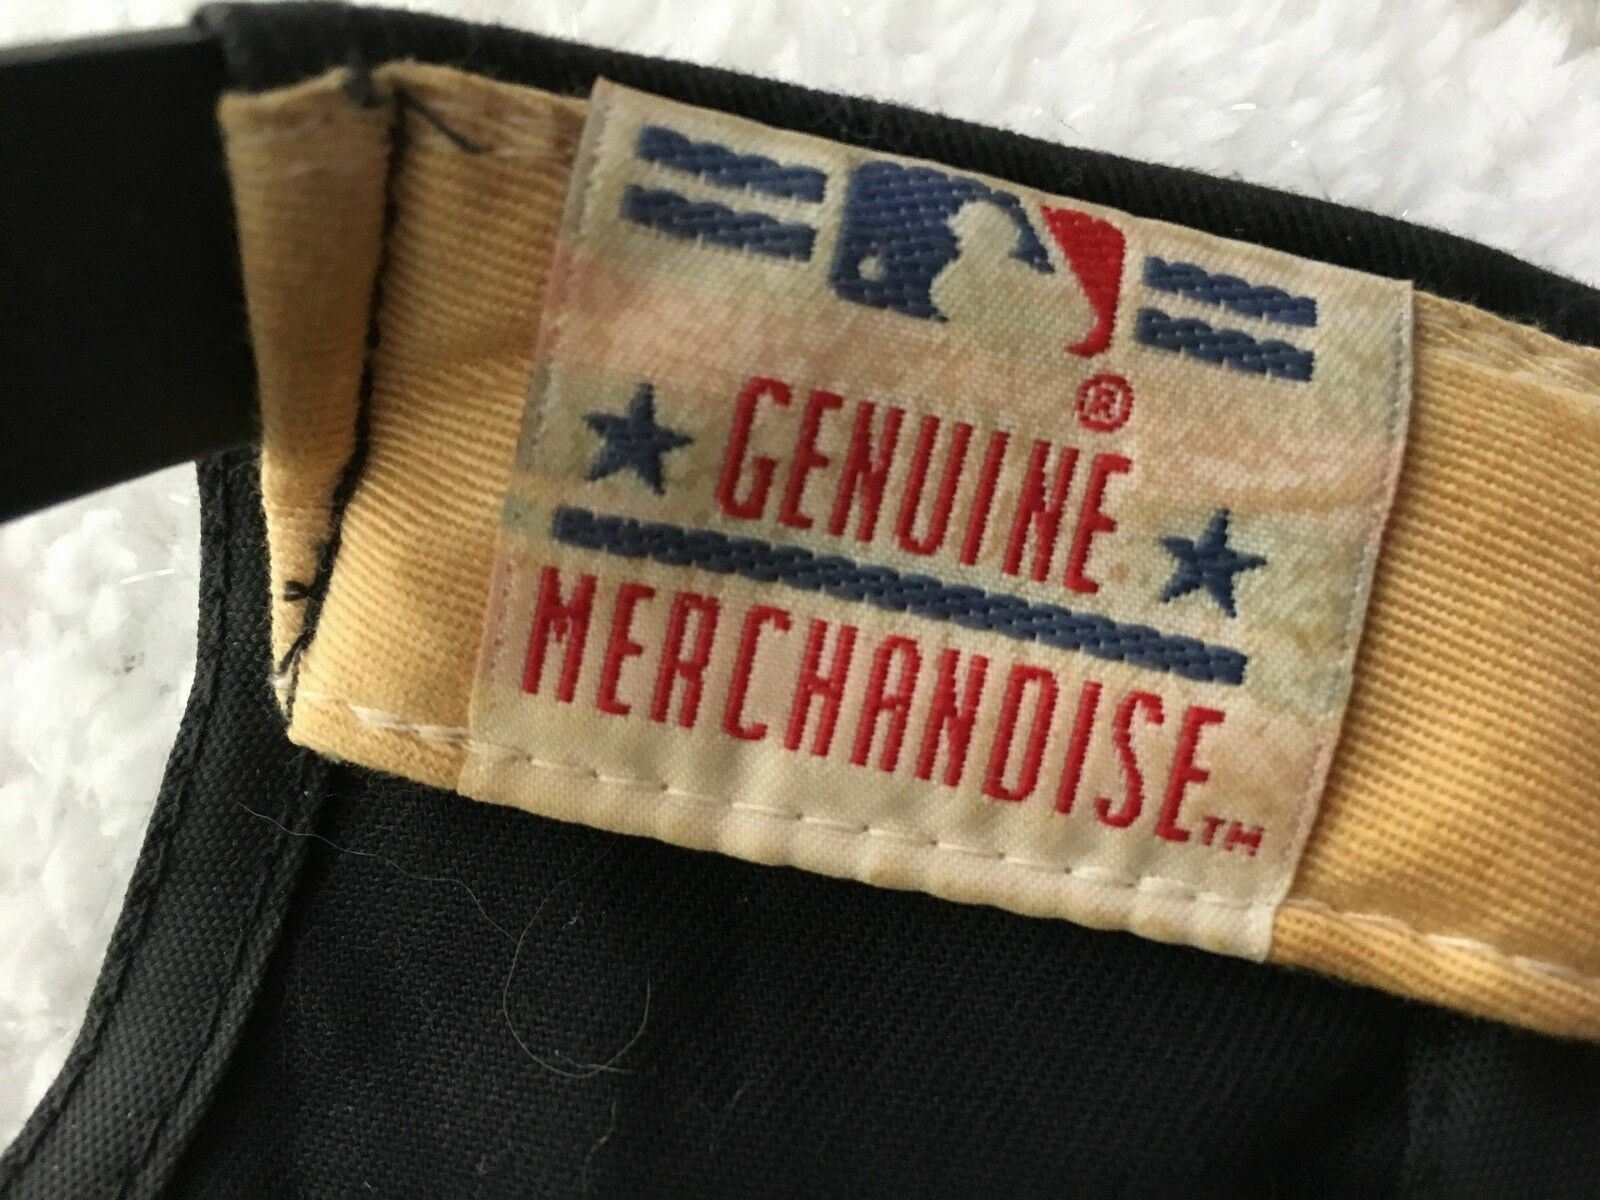 ®
GENUINE
MERCHANDISE™